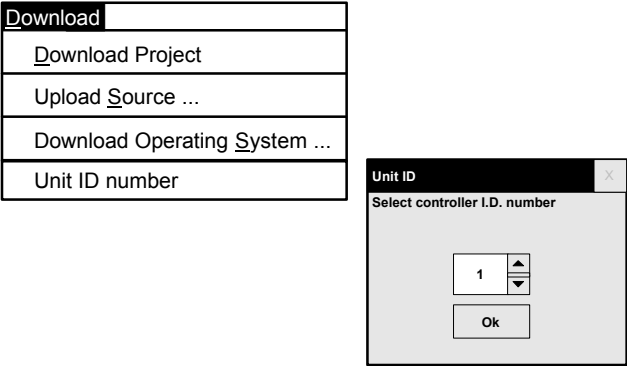 Download
Download Project
Upload Source ...
Download Operating System ...
Unit ID number
Unit ID X
Select controller I.D. number
1
Ok